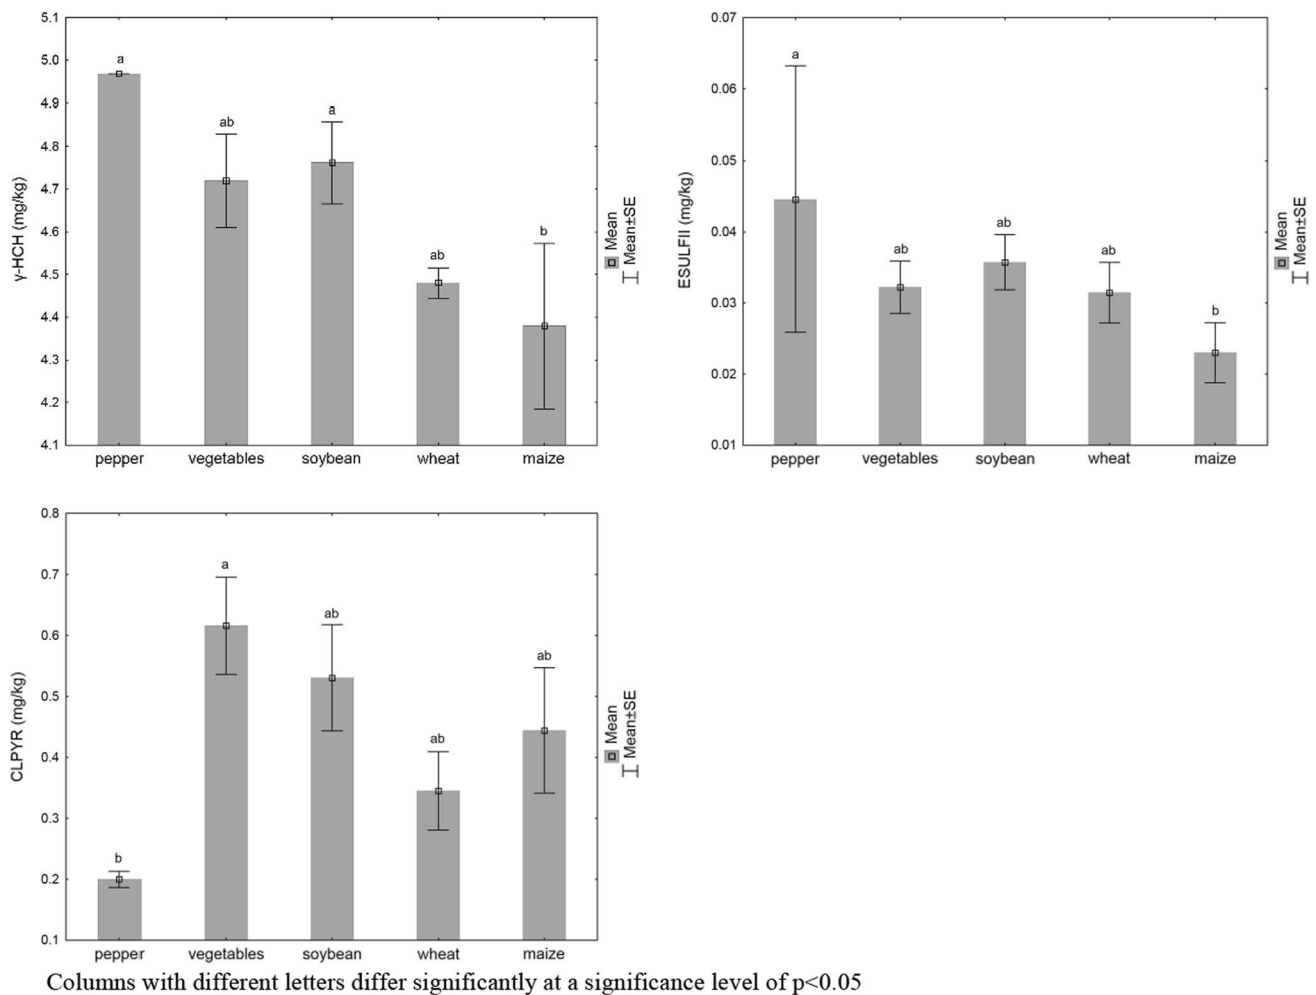 5.1
5.0
4.9
4.8
4.7
4.6
4.5
4.4
4.3
4.2
4.1
γ-HCH (mg/kg)
a
ab
a
ab
b
pepper vegetables soybean wheat maize
Mean
Mean±SE
0.07
0.06
0.05
0.04
0.03
0.02
0.01
ESULFII (mg/kg)
a
ab
ab
ab
b
pepper vegetables soybean wheat maize
Mean
Mean±SE
0.8
0.7
0.6
0.5
0.4
0.3
0.2
0.1
CLPYR (mg/kg)
b
a
ab
ab
ab
pepper vegetables soybean wheat maize
Mean
Mean±SE
Columns with different letters differ significantly at a significance level of p<0.05